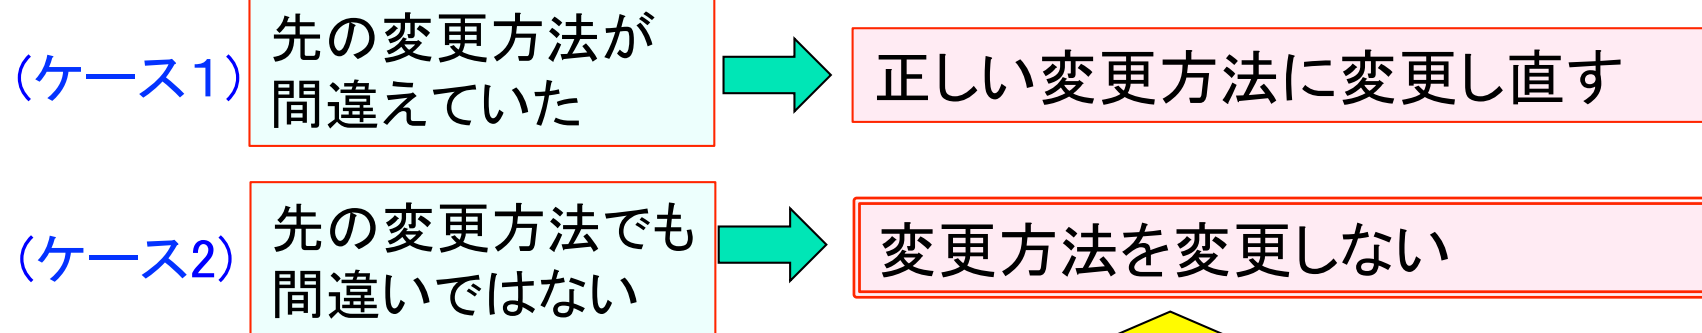 (ケース1)
先の変更方法が
間違えていた
正しい変更方法に変更し直す
(ケース2)
先の変更方法でも
間違いではない
変更方法を変更しない